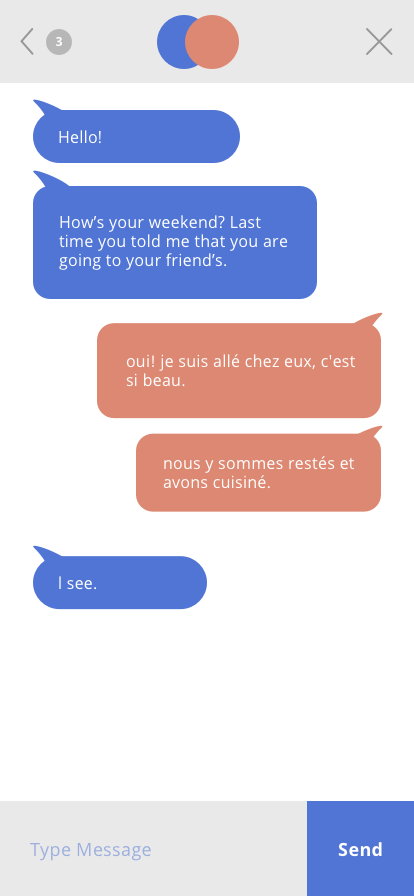 3
Hello!
How’s your weekend? Last
time you told me that you are
going to your friend’s.
oui! je suis allé chez eux, c'est
si beau.
nous y sommes restés et
avons cuisiné.
I see.
Type Message
Send